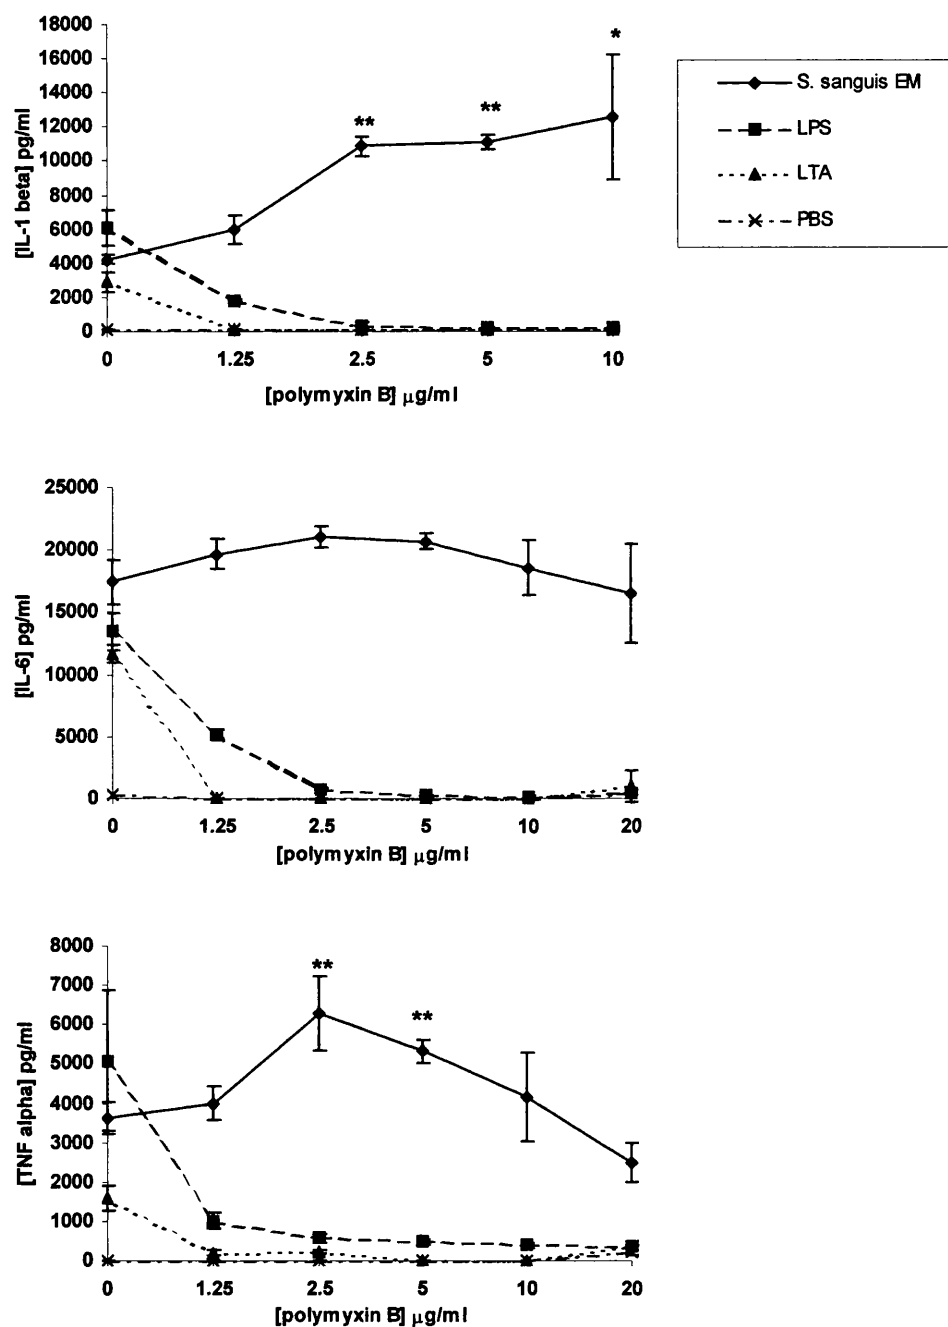 18000
16000
14000
12000
10000
8000
6000
4000
2000
0
[IL-1 beta] pg/ml
** ** *
0 1.25 2.5 5 10
[polymyxin B] μg/ml
S. sanguis EM
LPS
LTA
PBS
25000
20000
15000
10000
5000
0
[IL-6] pg/ml
0 1.25 2.5 5 10 20
[polymyxin B] μg/ml
8000
7000
6000
5000
4000
3000
2000
1000
0
[TNF alpha] pg/ml
** **
0 1.25 2.5 5 10 20
[polymyxin B] μg/ml